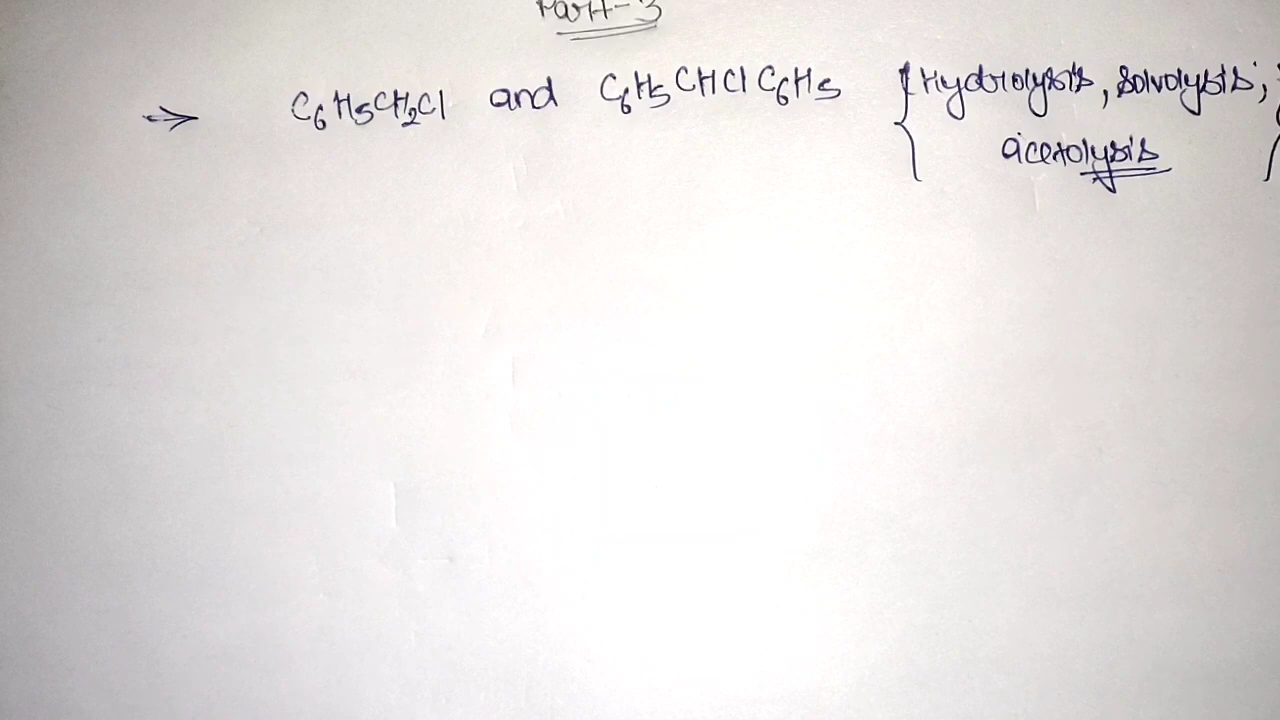 Part-3
⇒ C₆H₅CH₂Cl and C₆H₅CHClC₆H₅ {Hydrolysis, solvolysis;
acetolysis}